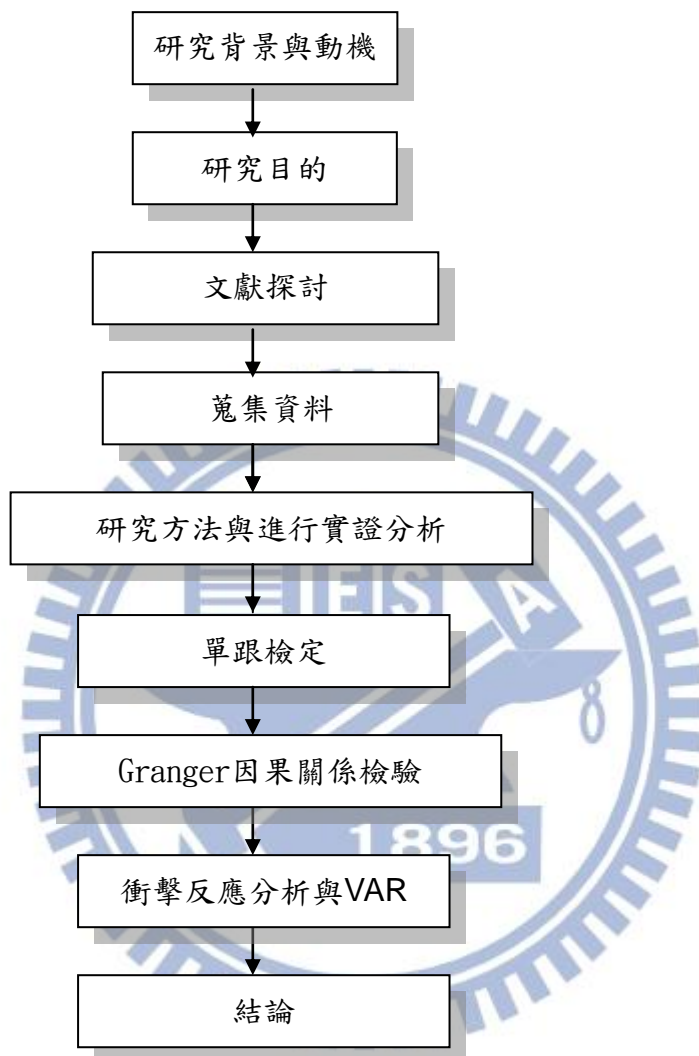 研究背景與動機
研究目的
文獻探討
蒐集資料
研究方法與進行實證分析
ES A
單跟檢定
8
Granger因果關係檢驗
1896
衝擊反應分析與VAR
結論